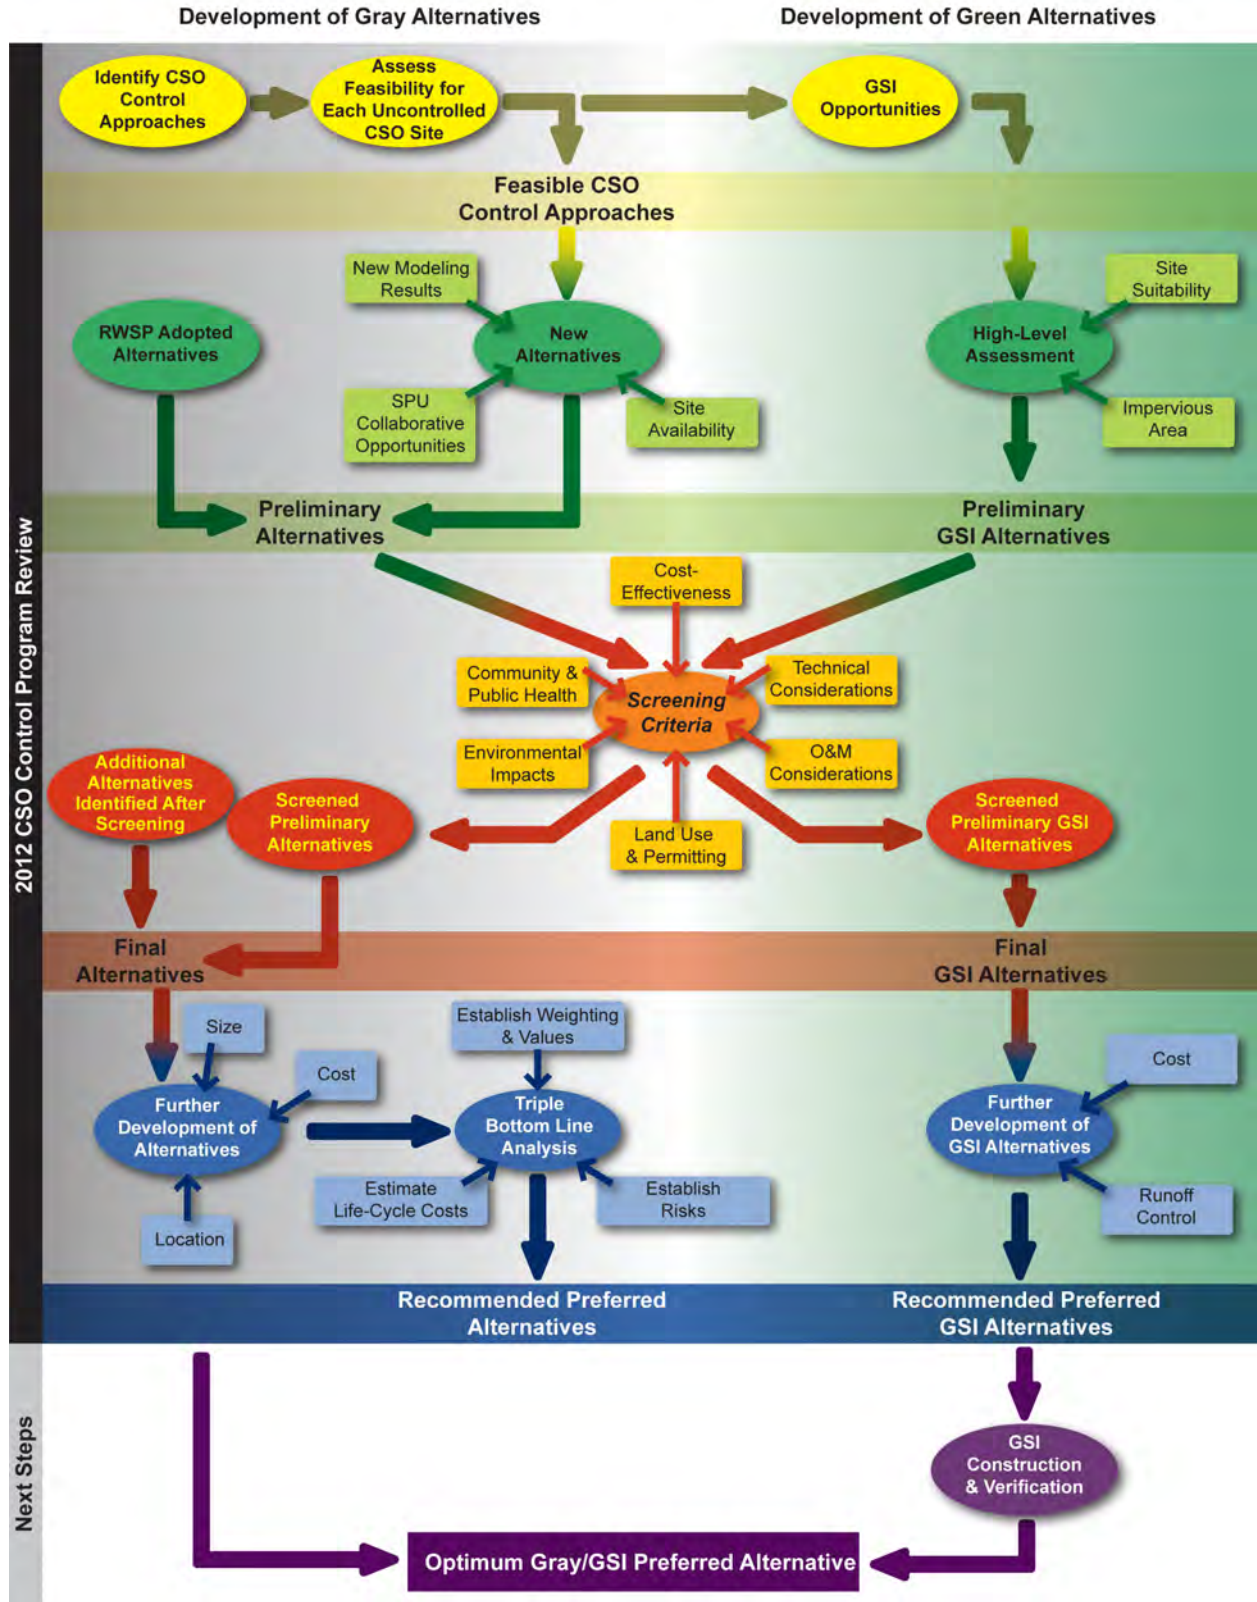 Development of Gray Alternatives
Development of Green Alternatives
2012 CSO Control Program Review
Identify CSO
Control
Approaches
Assess
Feasibility for
Each Uncontrolled
CSO Site
GSI
Opportunities
Feasible CSO
Control Approaches
New Modeling
Results
Site
Suitability
RWSP Adopted
Alternatives
New
Alternatives
High-Level
Assessment
SPU
Collaborative
Opportunities
Site
Availability
Impervious
Area
Preliminary
Alternatives
Preliminary
GSI Alternatives
Cost-
Effectiveness
Community &
Public Health
Technical
Considerations
Screening
Criteria
Environmental
Impacts
O&M
Considerations
Land Use
& Permitting
Additional
Alternatives
Identified After
Screening
Screened
Preliminary
Alternatives
Screened
Preliminary GSI
Alternatives
Final
Alternatives
Final
GSI Alternatives
Size
Cost
Establish Weighting
& Values
Cost
Further
Development of
Alternatives
Triple
Bottom Line
Analysis
Further
Development of
GSI Alternatives
Location
Estimate
Life-Cycle Costs
Establish
Risks
Runoff
Control
Recommended Preferred
Alternatives
Recommended Preferred
GSI Alternatives
Next Steps
GSI
Construction
& Verification
Optimum Gray/GSI Preferred Alternative